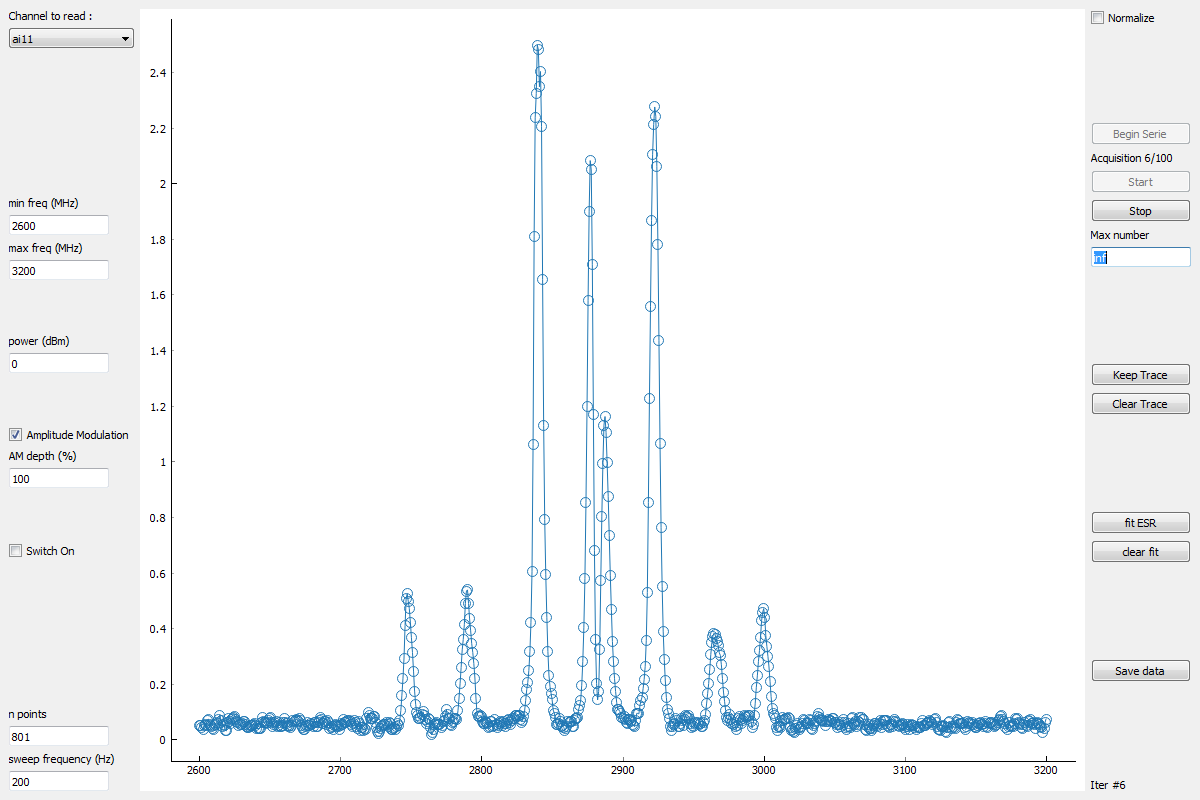 Channel to read :
ai11
min freq (MHz)
2600
max freq (MHz)
3200
power (dBm)
0
Amplitude Modulation
AM depth (%)
100
Switch On
n points
801
sweep frequency (Hz)
200
2.4
2.2
2
1.8
1.6
1.4
1.2
1
0.8
0.6
0.4
0.2
0
2600 2700 2800 2900 3000 3100 3200
Normalize
Begin Serie
Acquisition 6/100
Start
Stop
Max number
inf
Keep Trace
Clear Trace
fit ESR
clear fit
Save data
Iter #6